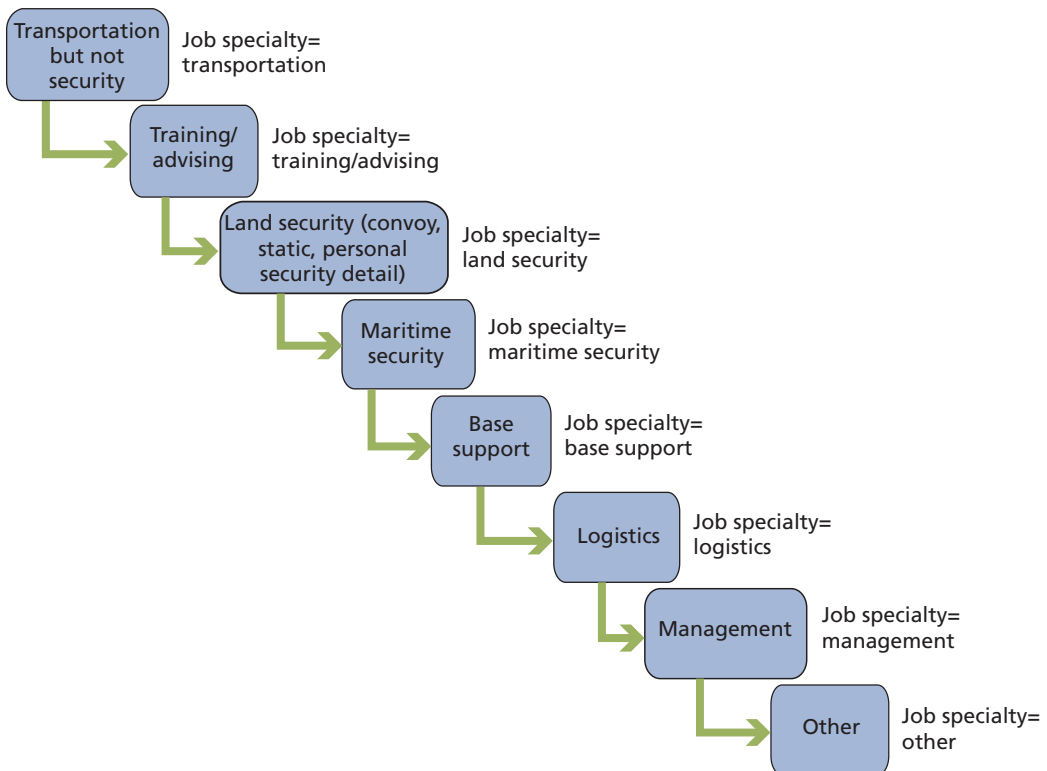 Transportation
but not
security
Job specialty=
transportation
Training/
advising
Job specialty=
training/advising
Land security (convoy,
static, personal
security detail)
Job specialty=
land security
Maritime
security
Job specialty=
maritime security
Base
support
Job specialty=
base support
Logistics
Job specialty=
logistics
Management
Job specialty=
management
Other
Job specialty=
other